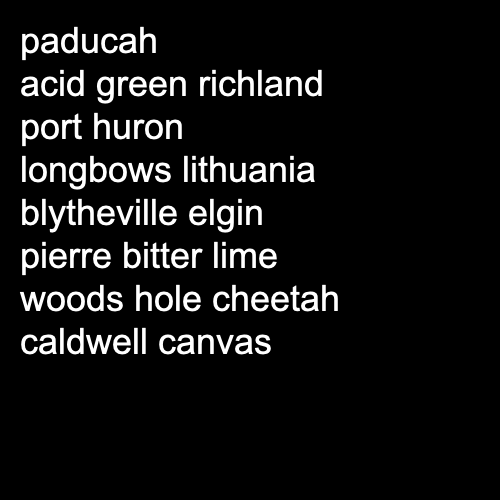 paducah
acid green richland
port huron
longbows lithuania
blytheville elgin
pierre bitter lime
woods hole cheetah
caldwell canvas